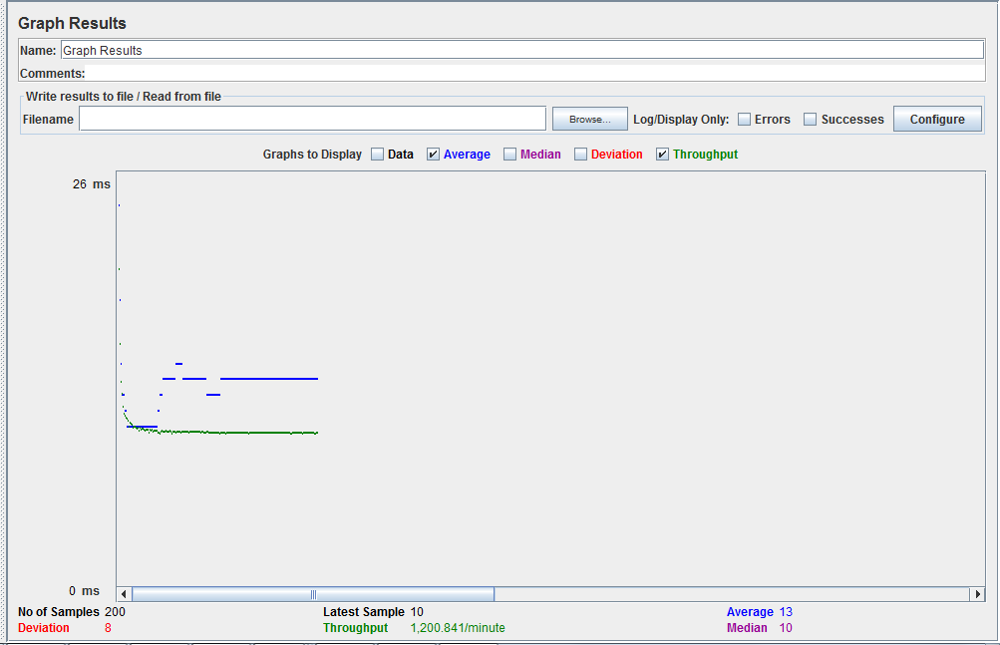 Graph Results
Name: Graph Results
Comments:
Write results to file / Read from file
Filename Browse... Log/Display Only: Errors Successes Configure
Graphs to Display Data Average Median Deviation Throughput
26 ms
0 ms
No of Samples 200 Latest Sample 10 Average 13
Deviation 8 Throughput 1,200.841/minute Median 10